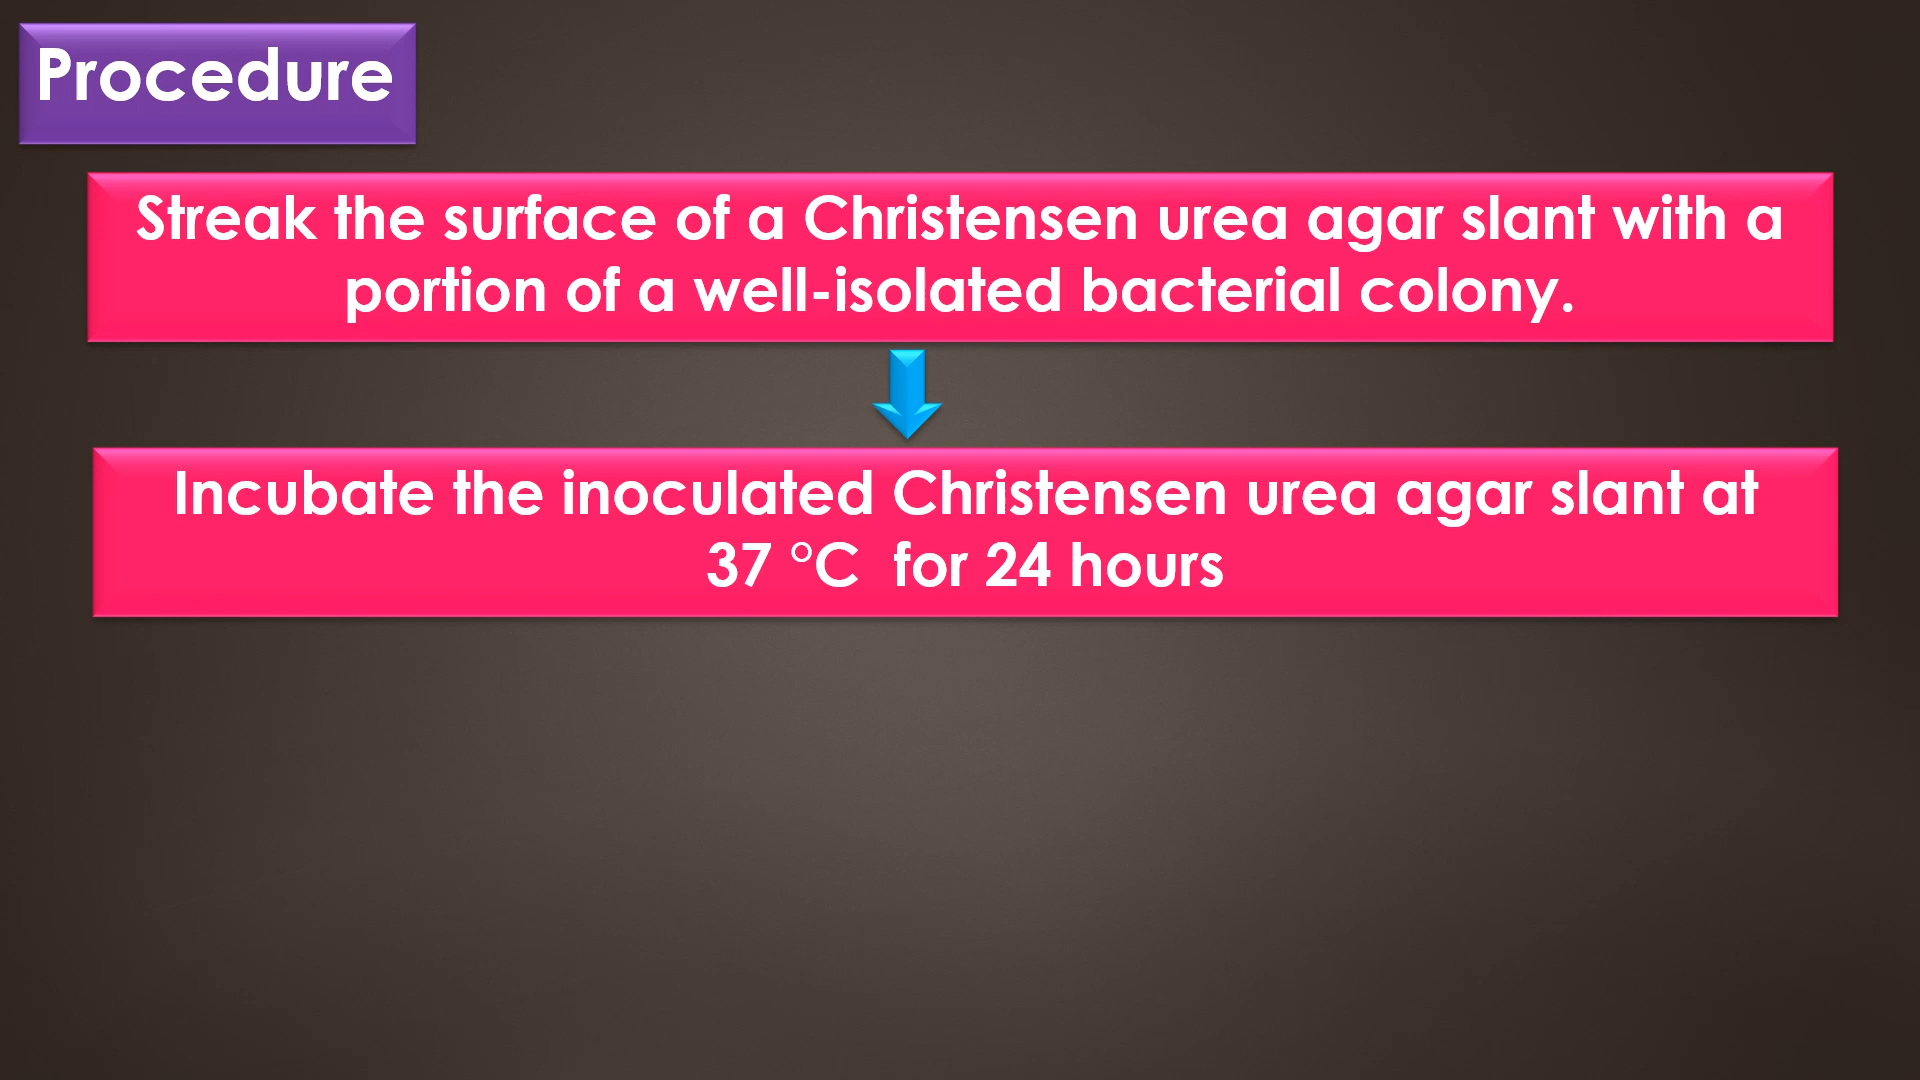 Procedure
Streak the surface of a Christensen urea agar slant with a
portion of a well-isolated bacterial colony.
Incubate the inoculated Christensen urea agar slant at
37 °C  for 24 hours